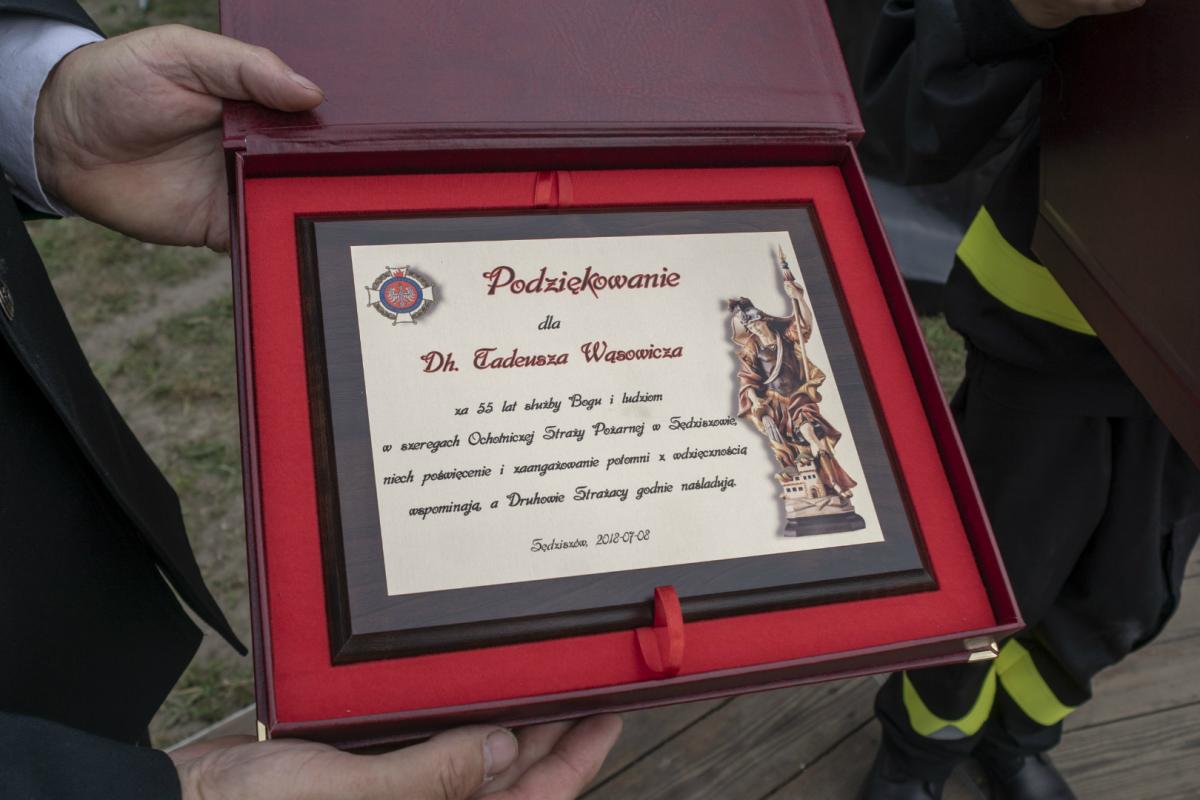 Podziękowanie
dla
Dh. Tadeusza Wąsowicza
za 55 lat służby Bogu i ludziom
w szeregach Ochotniczej Straży Pożarnej w Sędziszowie,
niech poświęcenie i zaangażowanie potomni z wdzięcznością
wspominają, a Druhowie Strażacy godnie naśladują.
Sędziszów, 2018-07-08